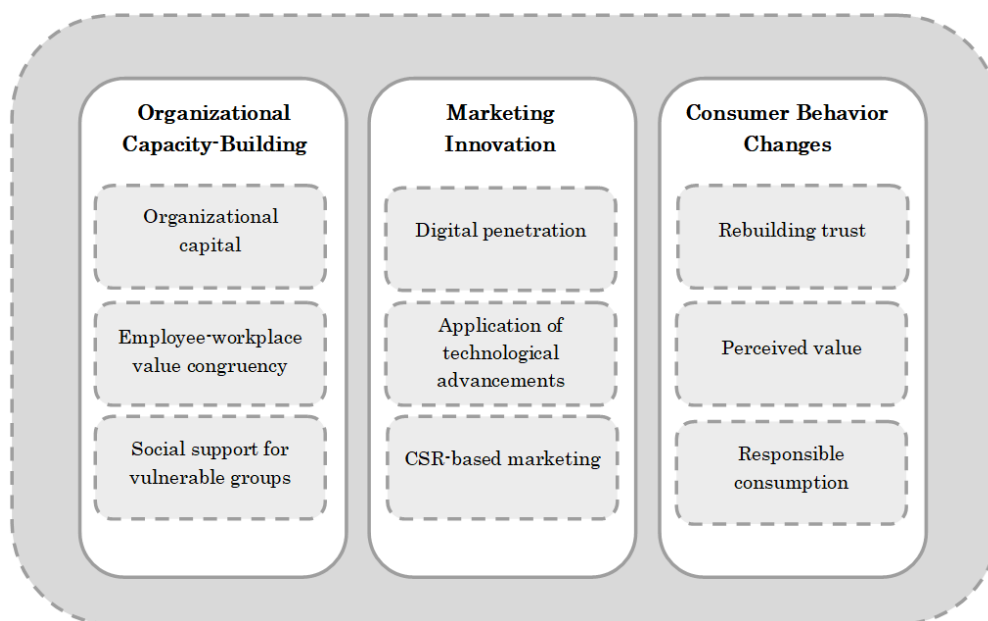 Organizational
Capacity-Building
Organizational
capital
Employee-workplace
value congruency
Social support for
vulnerable groups
Marketing
Innovation
Digital penetration
Application of
technological
advancements
CSR-based marketing
Consumer Behavior
Changes
Rebuilding trust
Perceived value
Responsible
consumption